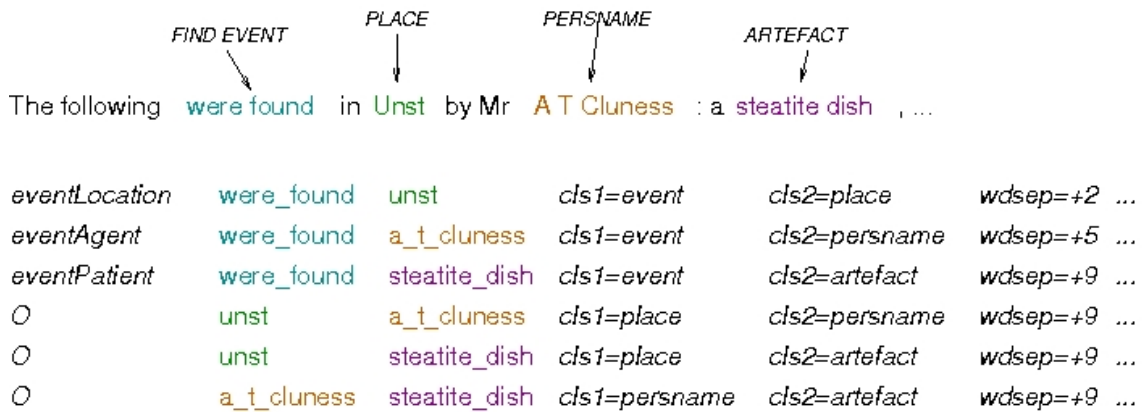 FIND EVENT PLACE PERSNAME ARTEFACT
The following were found in Unst by Mr A T Cluness : a steatite dish , ...
eventLocation were_found unst cls1=event cls2=place wdsep=+2 ...
eventAgent were_found a_t_cluness cls1=event cls2=persname wdsep=+5 ...
eventPatient were_found steatite_dish cls1=event cls2=artefact wdsep=+9 ...
O unst a_t_cluness cls1=place cls2=persname wdsep=+9 ...
O unst steatite_dish cls1=place cls2=artefact wdsep=+9 ...
O a_t_cluness steatite_dish cls1=persname cls2=artefact wdsep=+9 ...